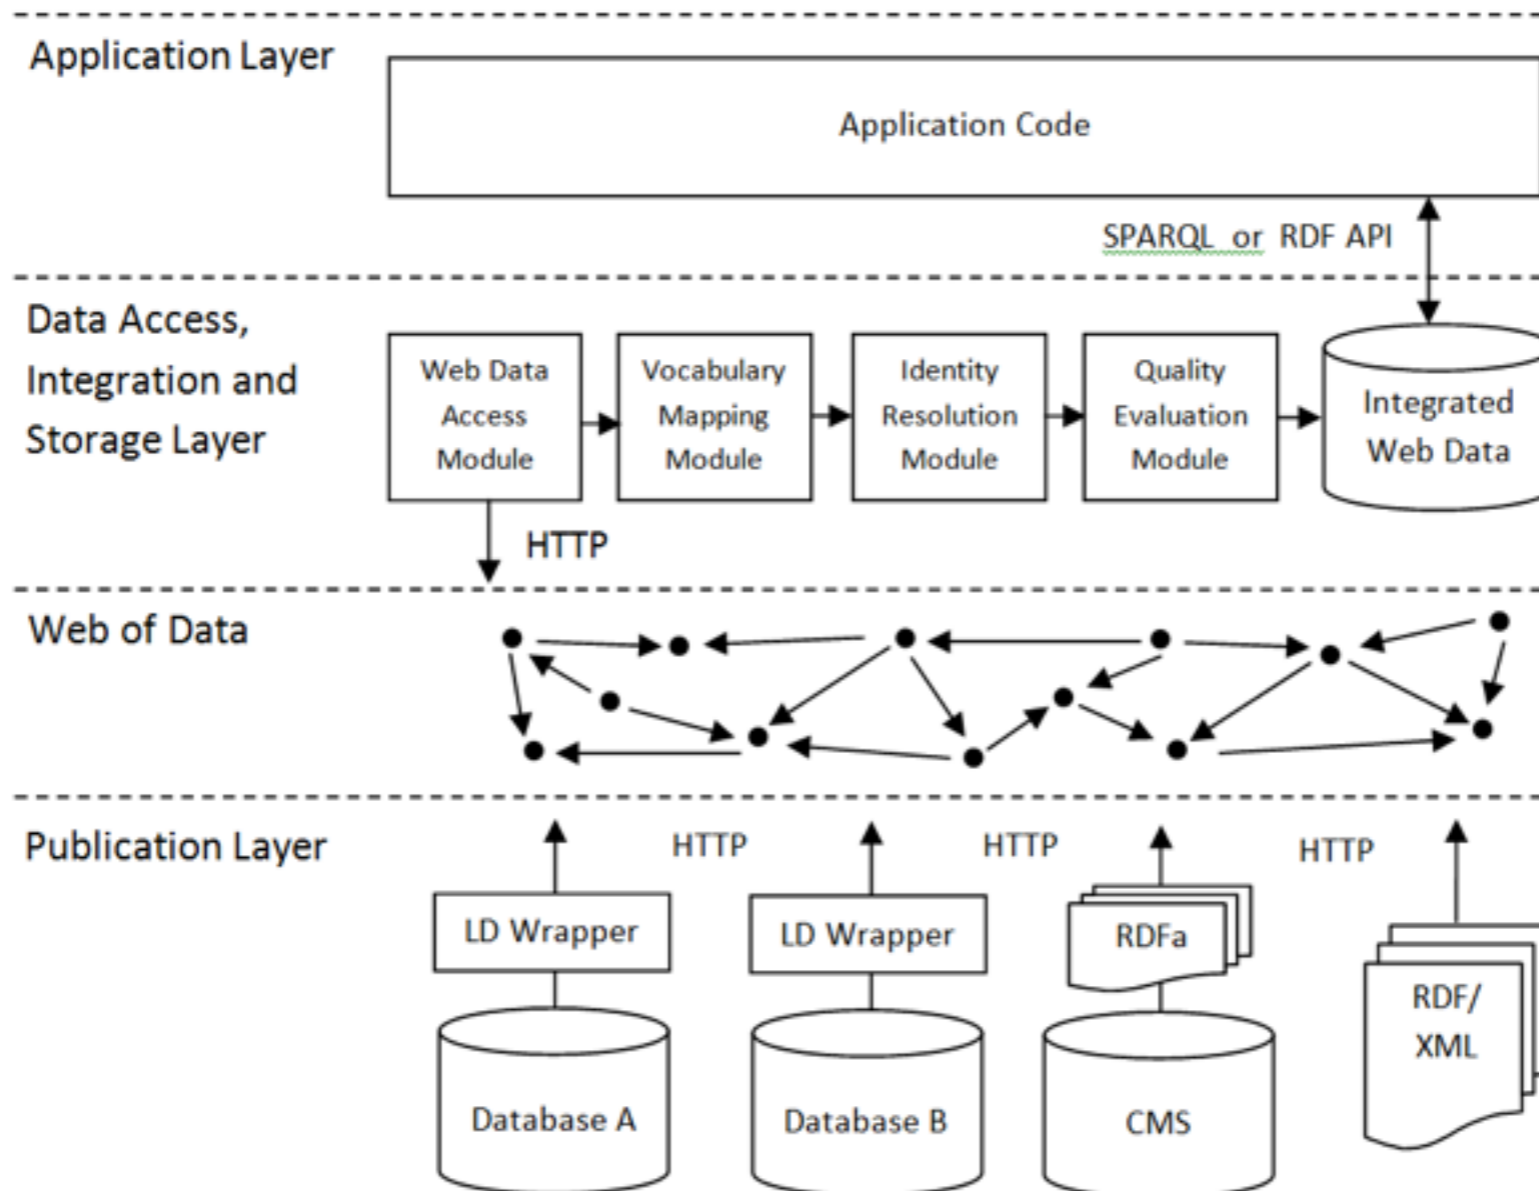 Application Layer
Application Code
SPARQL or RDF API
Data Access,
Integration and
Storage Layer
Web Data
Access
Module
Vocabulary
Mapping
Module
Identity
Resolution
Module
Quality
Evaluation
Module
Integrated
Web Data
HTTP
Web of Data
Publication Layer
HTTP
HTTP
HTTP
LD Wrapper
LD Wrapper
RDFa
RDF/
XML
Database A
Database B
CMS